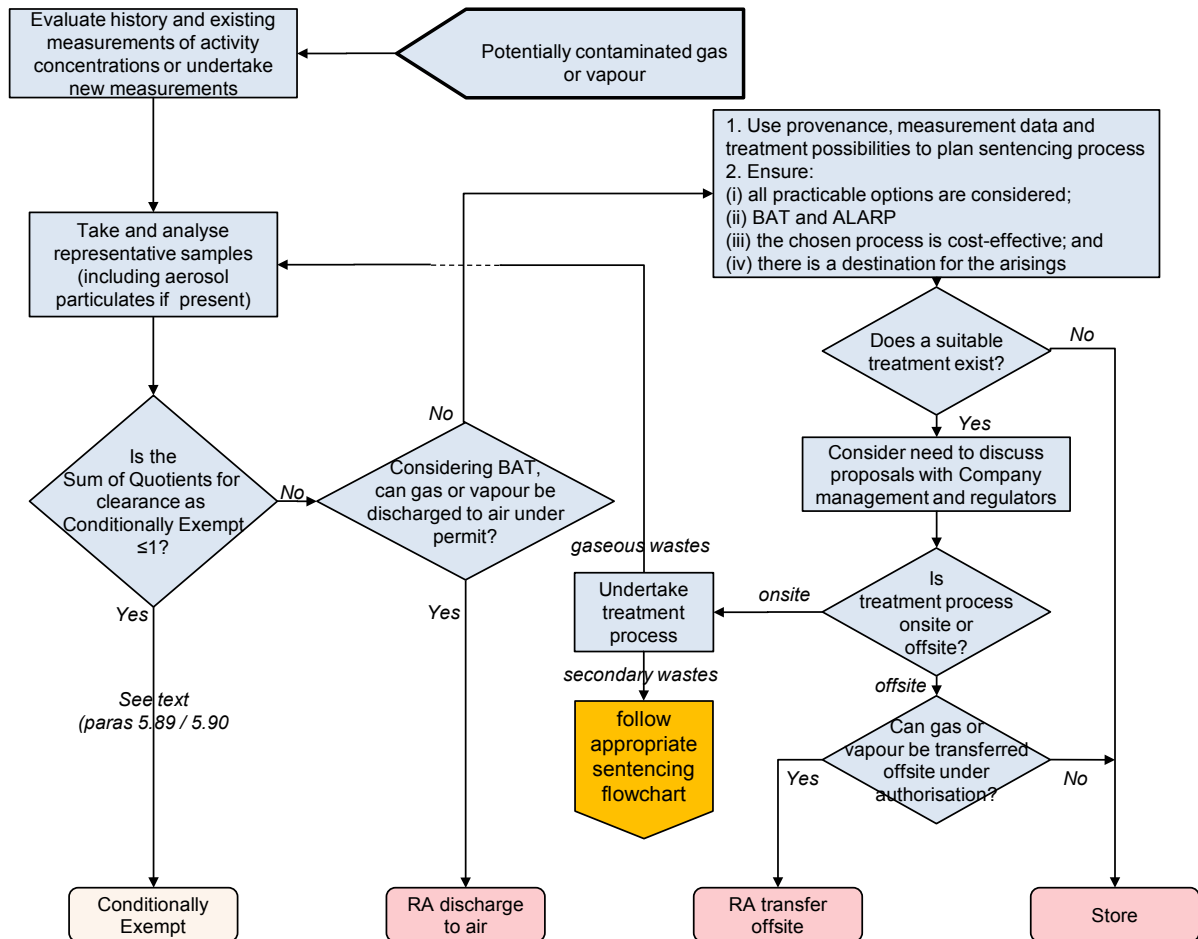 Evaluate history and existing
measurements of activity
concentrations or undertake
new measurements
Potentially contaminated gas
or vapour
1. Use provenance, measurement data and
treatment possibilities to plan sentencing process
2. Ensure:
(i) all practicable options are considered;
(ii) BAT and ALARP
(iii) the chosen process is cost-effective; and
(iv) there is a destination for the arisings
Take and analyse
representative samples
(including aerosol
particulates if present)
Does a suitable
treatment exist?
No
Yes
Is the
Sum of Quotients for
clearance as
Conditionally Exempt
≤1?
No
Yes
No
Considering BAT,
can gas or vapour be
discharged to air under
permit?
Yes
Consider need to discuss
proposals with Company
management and regulators
gaseous wastes
Undertake
treatment
process
onsite
Is
treatment process
onsite or
offsite?
secondary wastes
offsite
See text
(paras 5.89 / 5.90
follow
appropriate
sentencing
flowchart
Can gas or
vapour be transferred
offsite under
authorisation?
Yes
No
Conditionally
Exempt
RA discharge
to air
RA transfer
offsite
Store